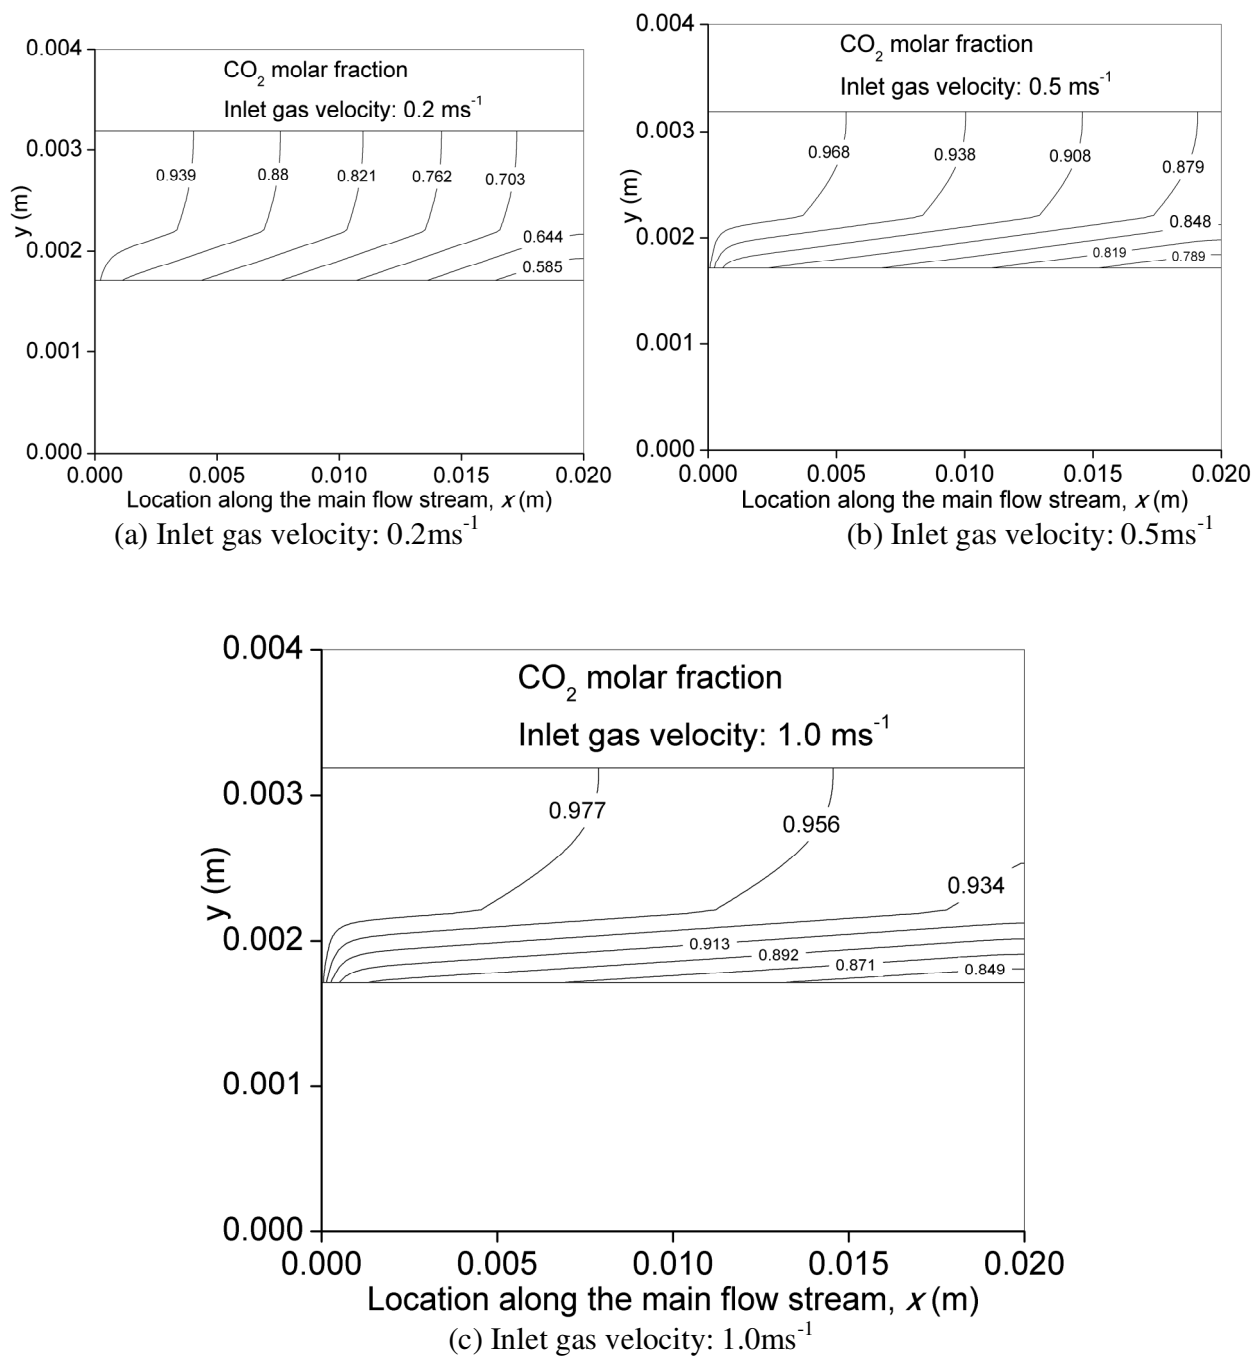 0.004
CO2 molar fraction
Inlet gas velocity: 0.2 ms-1
0.003
0.939
0.88
0.821
0.762
0.703
y (m)
0.002
0.644
0.585
0.001
0.000
0.000 0.005 0.010 0.015 0.020
Location along the main flow stream, x (m)
(a) Inlet gas velocity: 0.2ms-1
0.004
CO2 molar fraction
Inlet gas velocity: 0.5 ms-1
0.003
0.968
0.938
0.908
0.879
y (m)
0.848
0.002
0.819
0.789
0.001
0.000
0.000 0.005 0.010 0.015 0.020
Location along the main flow stream, x (m)
(b) Inlet gas velocity: 0.5ms-1
0.004
CO2 molar fraction
Inlet gas velocity: 1.0 ms-1
0.003
0.977
0.956
y (m)
0.934
0.002
0.913
0.892
0.871
0.849
0.001
0.000
0.000 0.005 0.010 0.015 0.020
Location along the main flow stream, x (m)
(c) Inlet gas velocity: 1.0ms-1